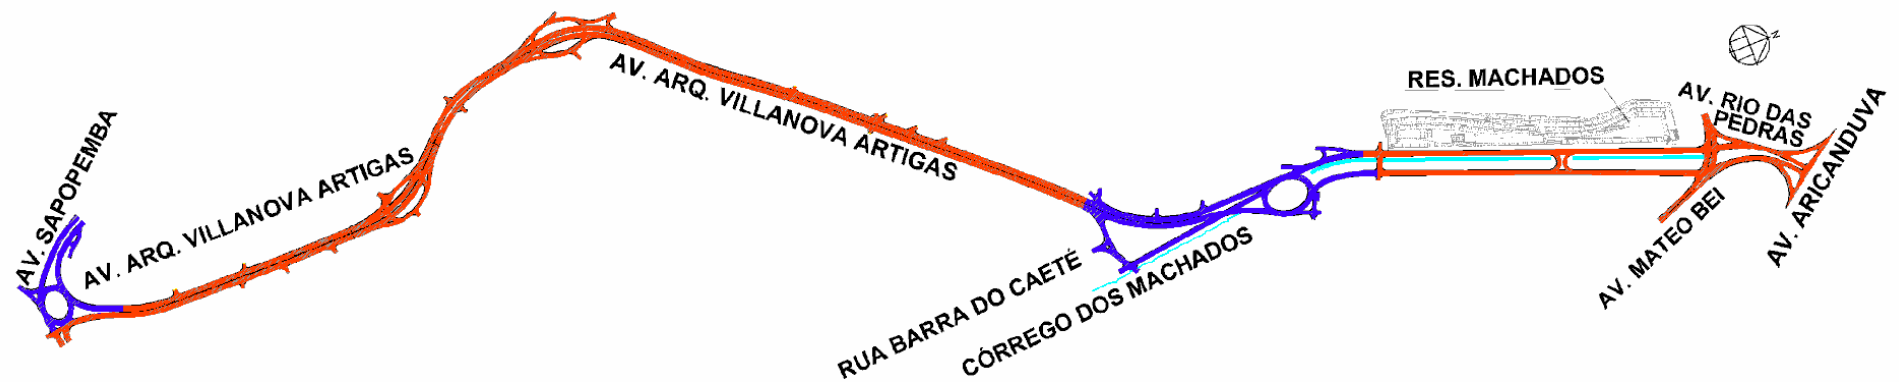 AV. SAPOPEMBA
AV. ARQ. VILLANOVA ARTIGAS
AV. ARQ. VILLANOVA ARTIGAS
RUA BARRA DO CAETÉ
CÓRREGO DOS MACHADOS
RES. MACHADOS
AV. RIO DAS
PEDRAS
AV. MATEO BEI
AV. ARICANDUVA
N